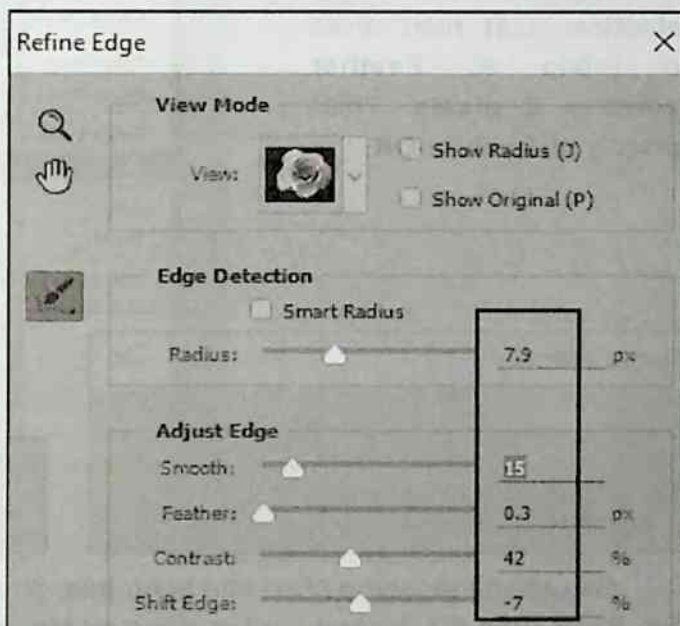 Refine Edge
View Mode
View:
Show Radius (J)
Show Original (P)
Edge Detection
Smart Radius
Radius: 7.9 px
Adjust Edge
Smooth: 15
Feather: 0.3 px
Contrast: 42 %
Shift Edge: -7 %